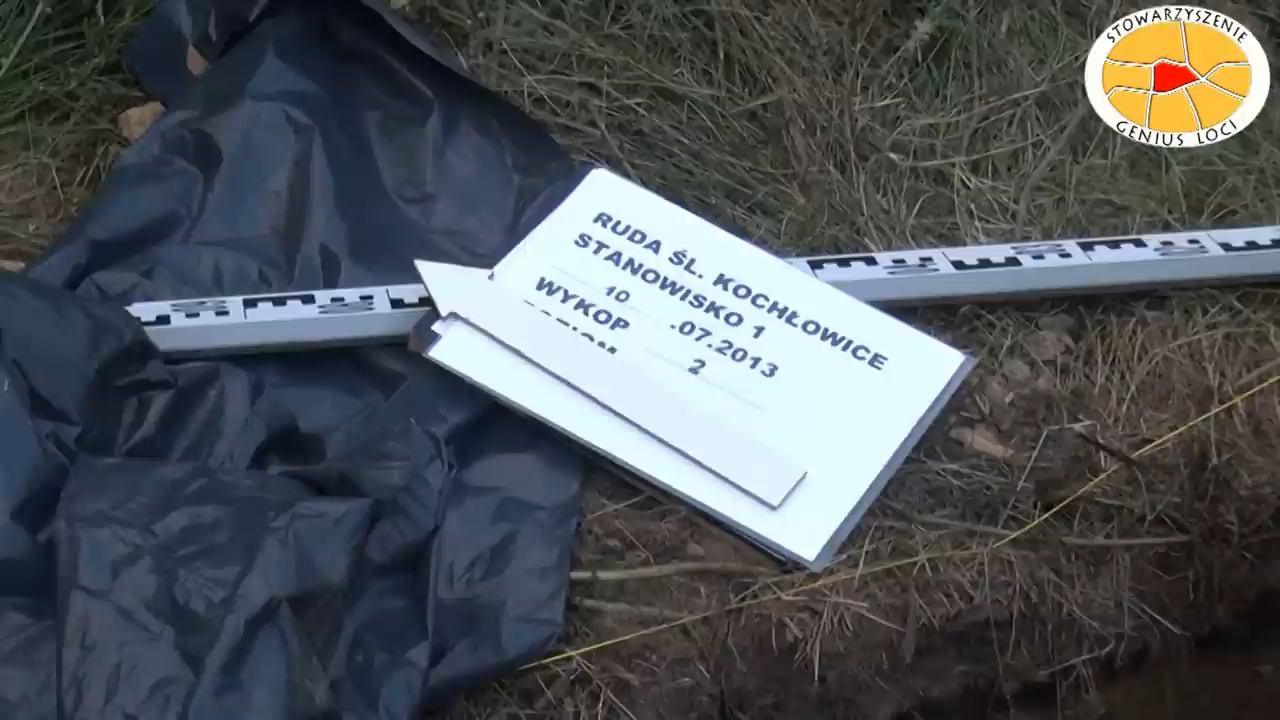 STOWARZYSZENIE
GENIUS LOCI
RUDA ŚL. KOCHŁOWICE
STANOWISKO 1
10 .07.2013
WYKOP 2